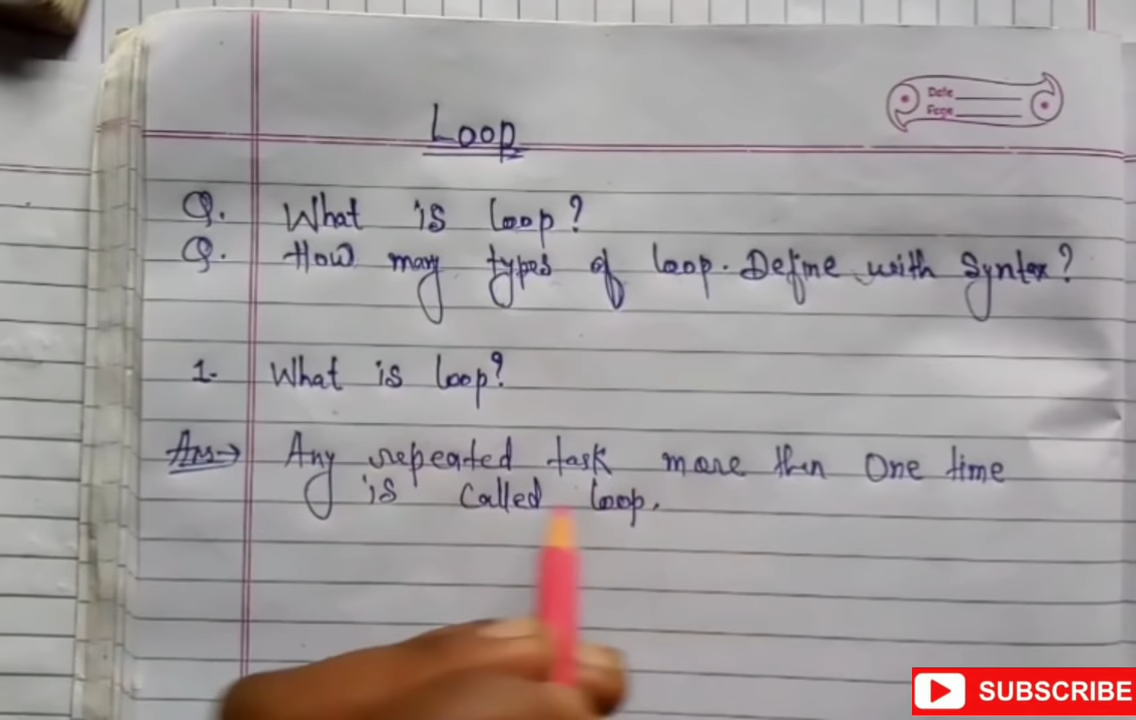 Date
Page
Loop
Q. What is loop?
Q. How many types of loop. Define with Syntax?
1. What is loop?
Ans→ Any repeated task more then One time
is Called loop.
SUBSCRIBE